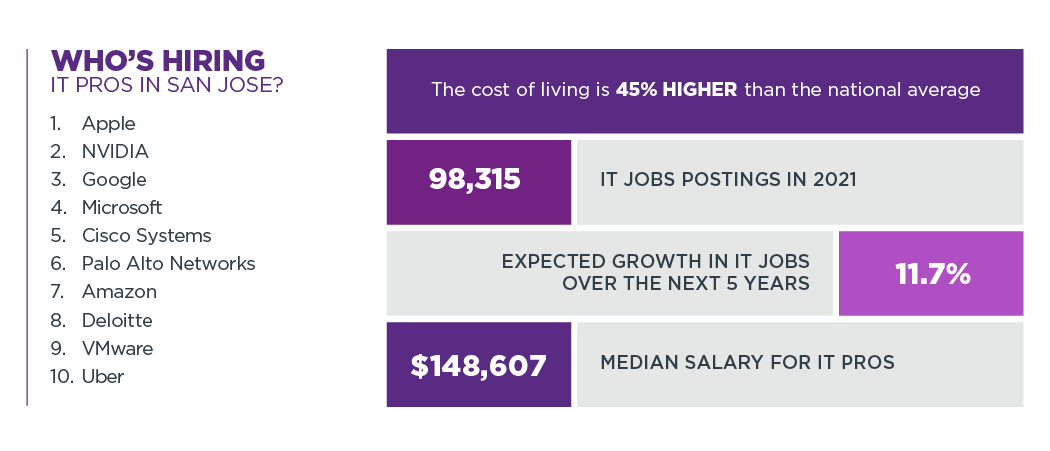 WHO'S HIRING
IT PROS IN SAN JOSE?
1. Apple
2. NVIDIA
3. Google
4. Microsoft
5. Cisco Systems
6. Palo Alto Networks
7. Amazon
8. Deloitte
9. VMware
10. Uber
The cost of living is 45% HIGHER than the national average
98,315
IT JOBS POSTINGS IN 2021
EXPECTED GROWTH IN IT JOBS
OVER THE NEXT 5 YEARS
11.7%
$148,607
MEDIAN SALARY FOR IT PROS